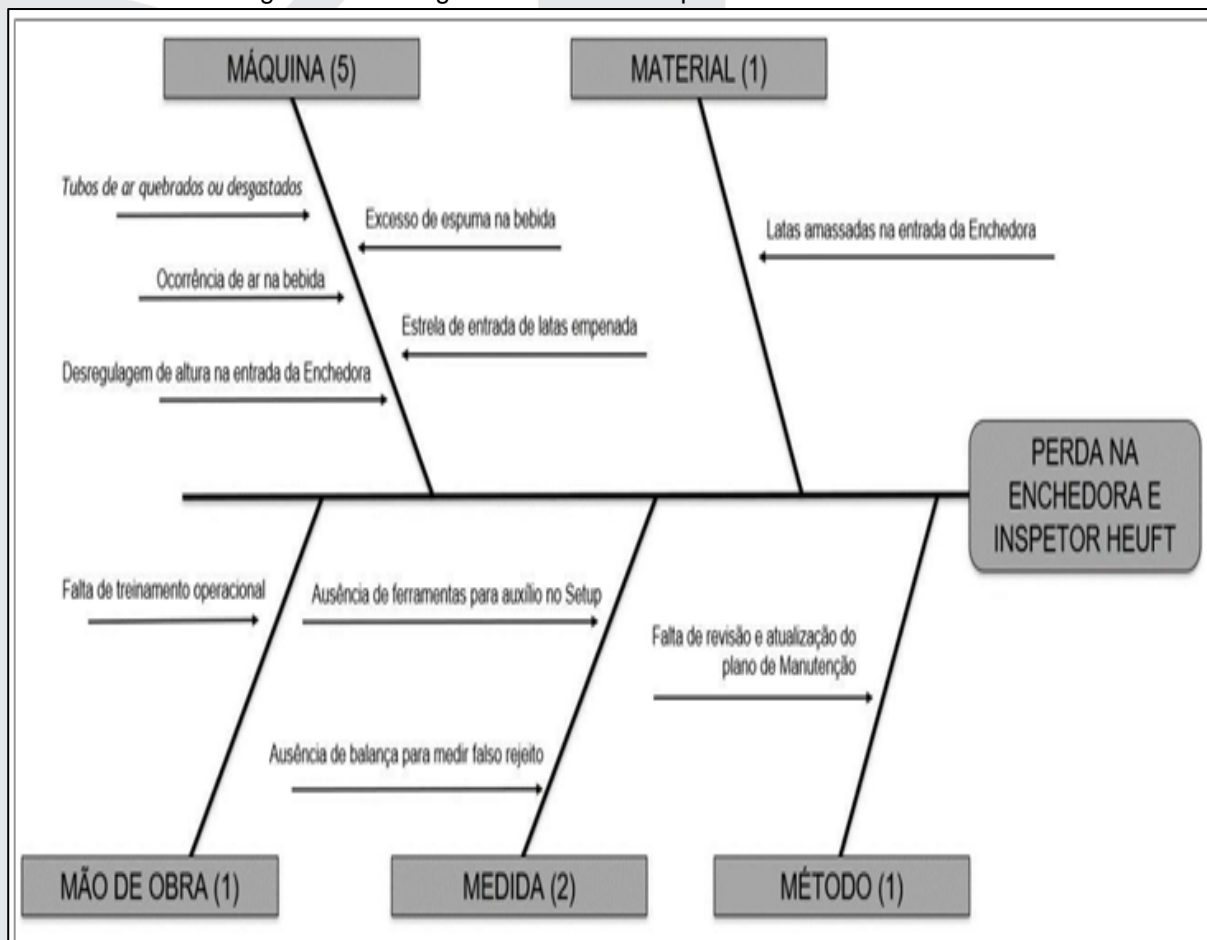 MÁQUINA (5)
MATERIAL (1)
Tubos de ar quebrados ou desgastados
Excesso de espuma na bebida
Latas amassadas na entrada da Enchedora
Ocorrência de ar na bebida
Estrela de entrada de latas empenada
Desregulagem de altura na entrada da Enchedora
PERDA NA
ENCHEDORA E
INSPETOR HEUFT
Falta de treinamento operacional
Ausência de ferramentas para auxílio no Setup
Falta de revisão e atualização do
plano de Manutenção
Ausência de balança para medir falso rejeito
MÃO DE OBRA (1)
MEDIDA (2)
MÉTODO (1)